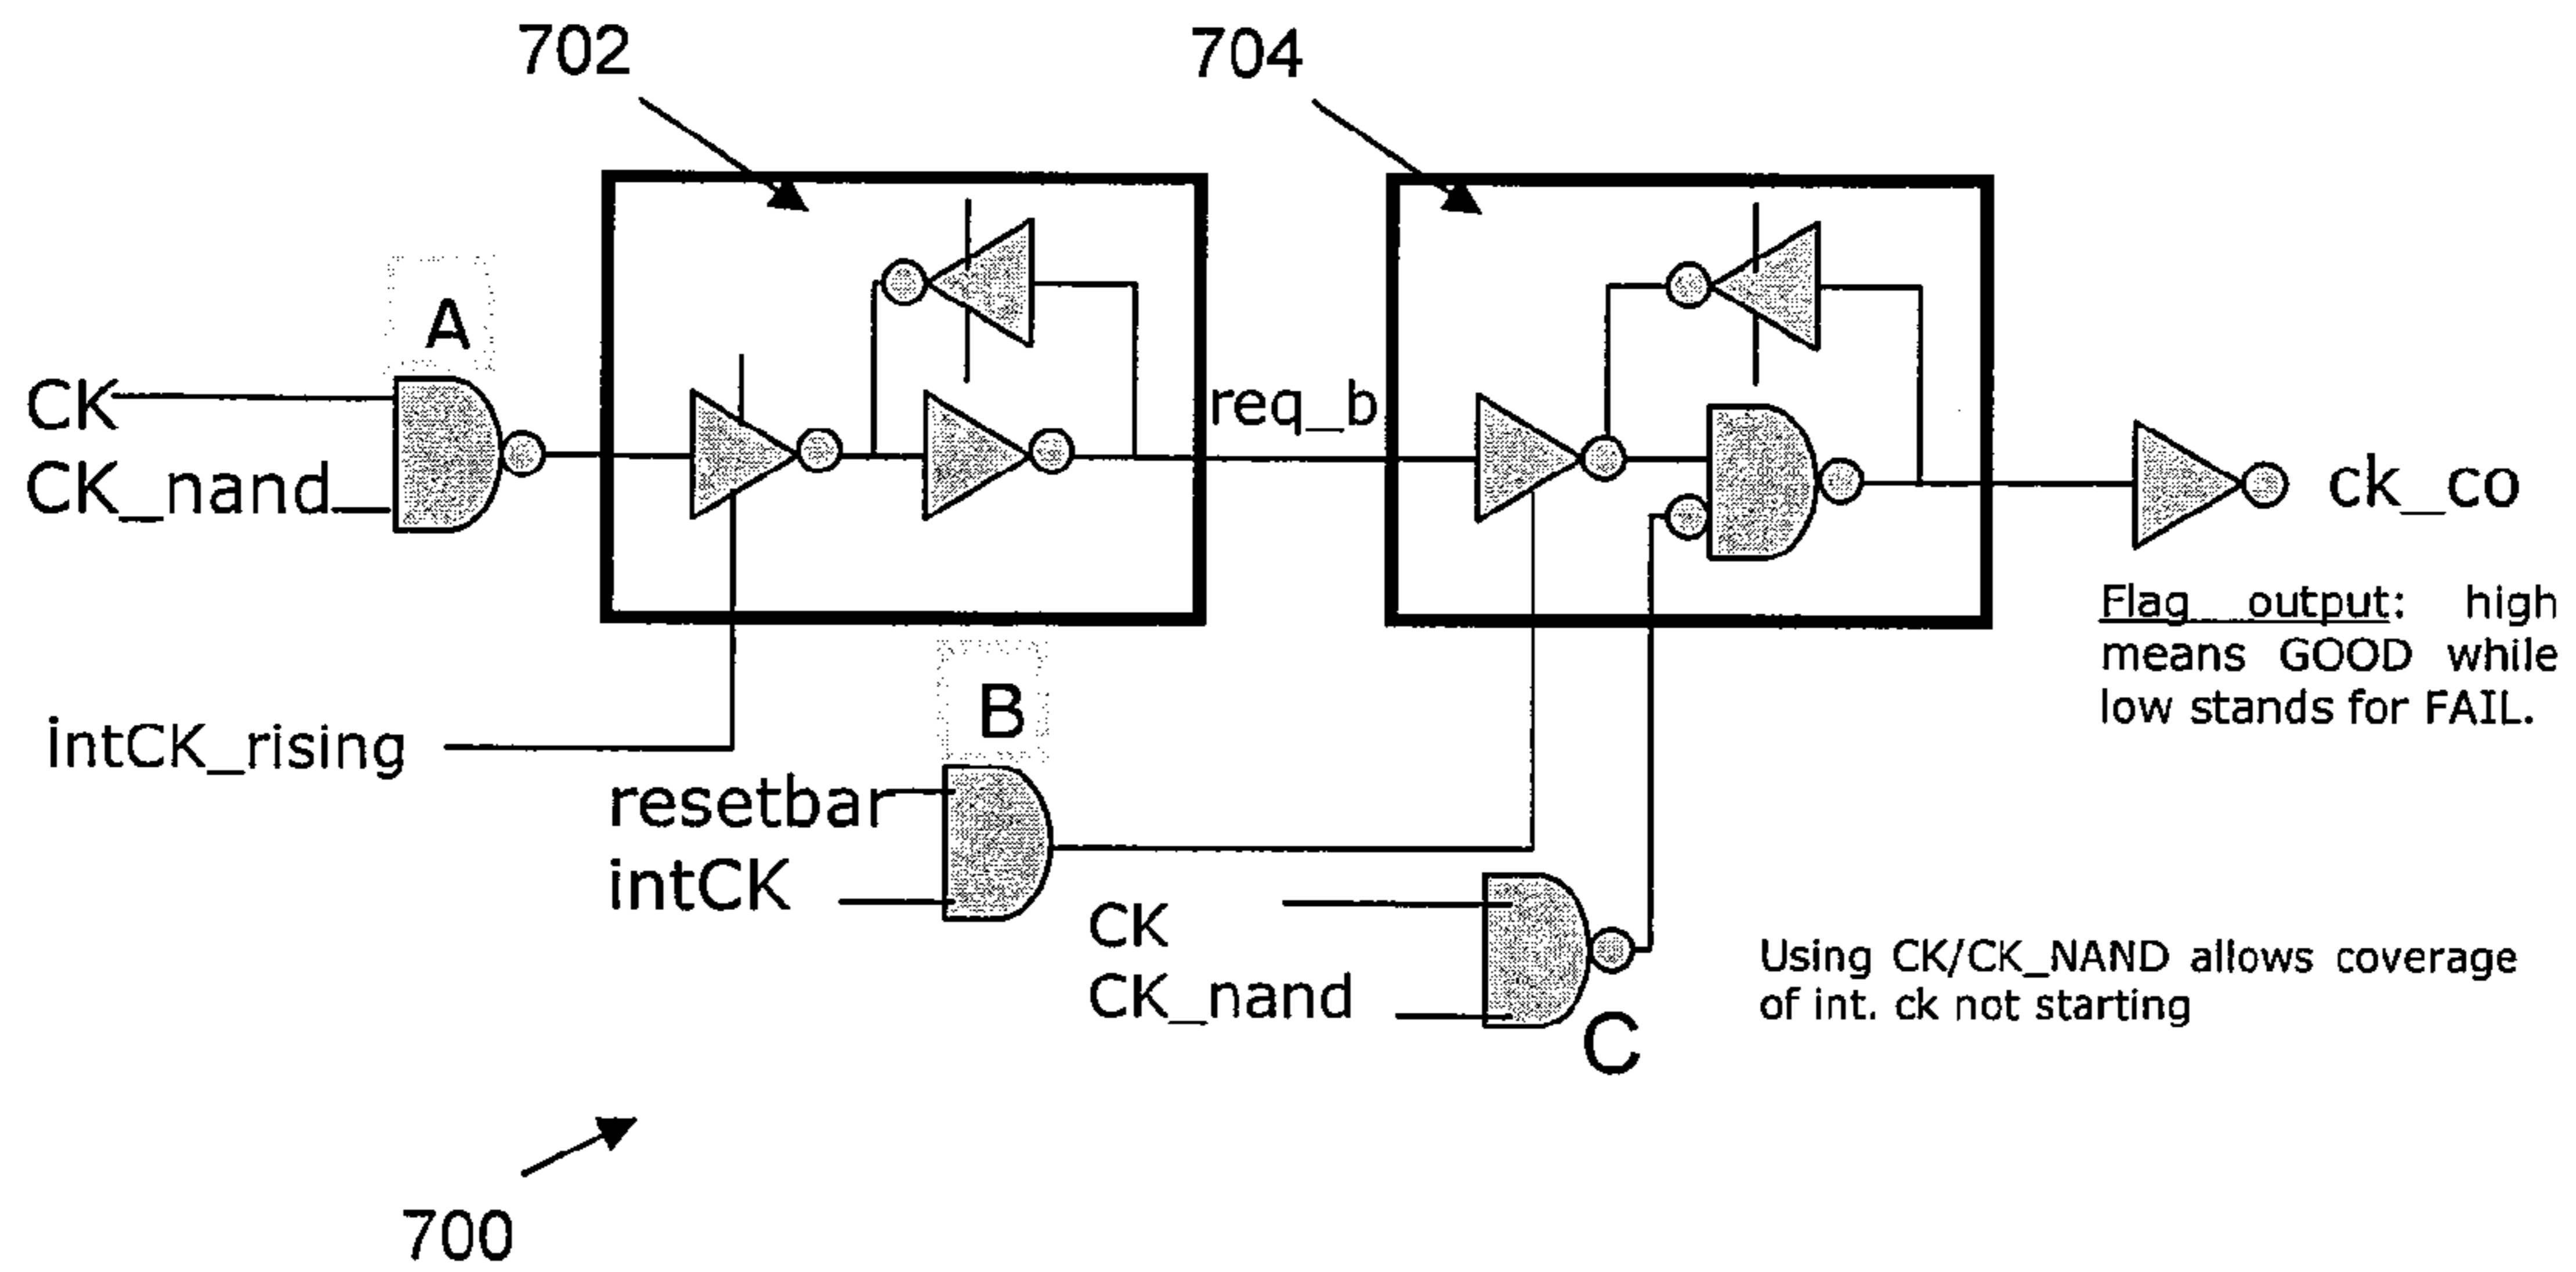 702
704
A
CK
CK_nand
req_b
ck_co
Flag output: high
means GOOD while
low stands for FAIL.
B
intCK_rising
resetbar
intCK
CK
CK_nand
C
Using CK/CK_NAND allows coverage
of int. ck not starting
700